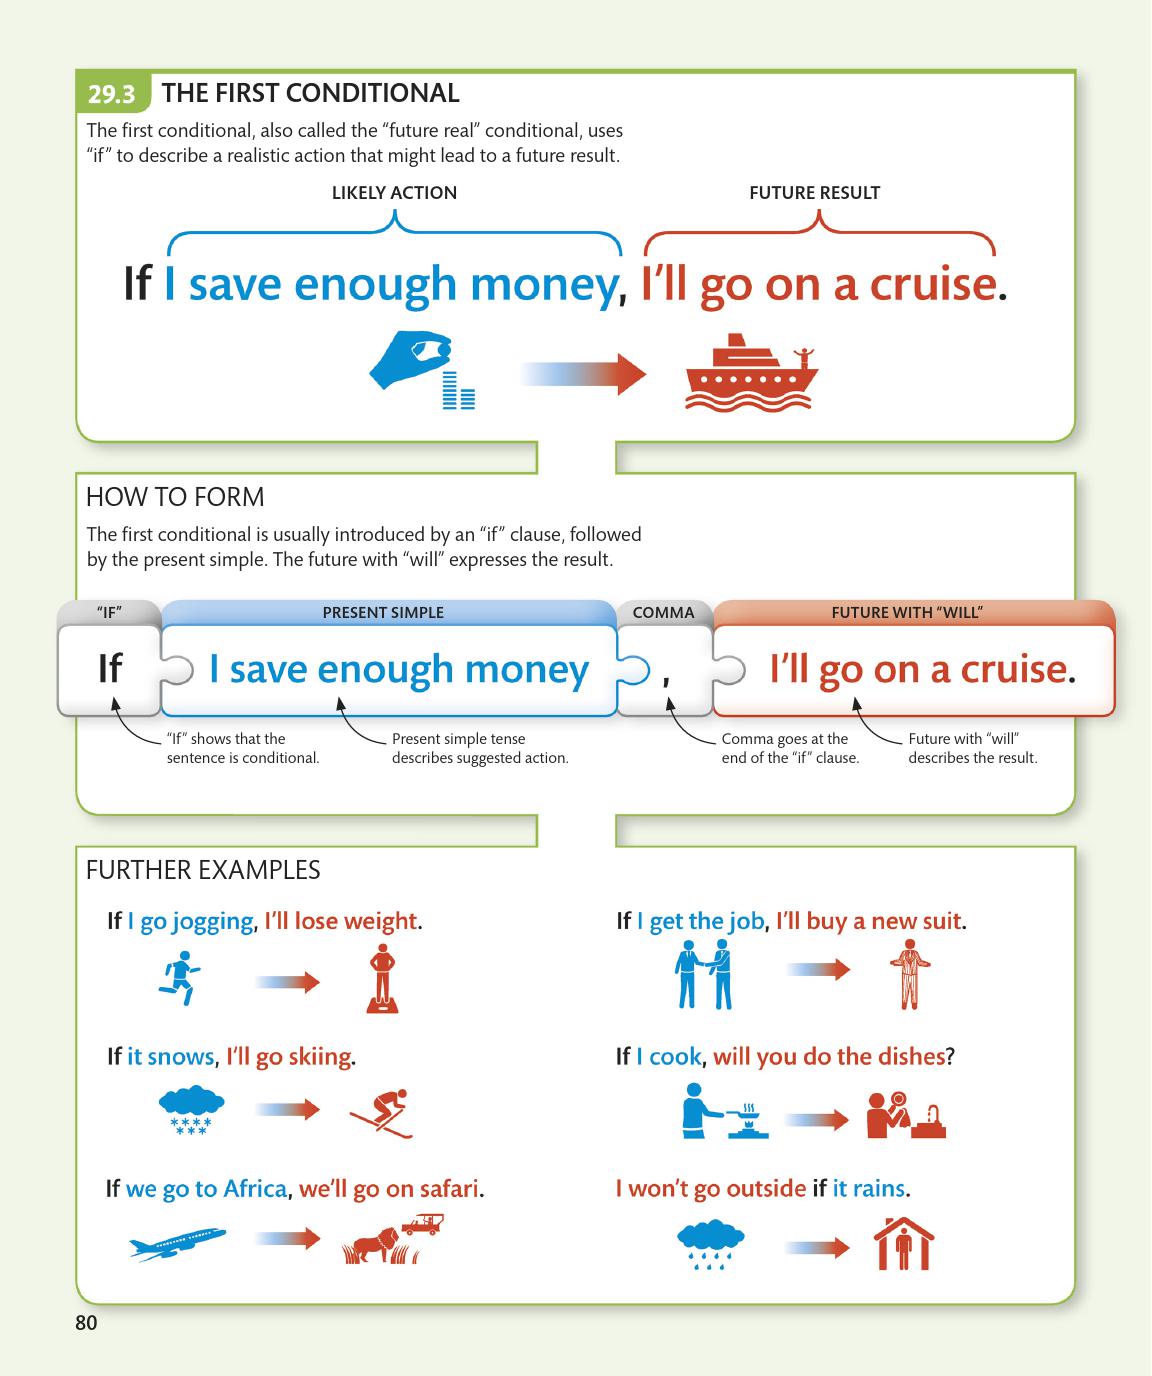 29.3 THE FIRST CONDITIONAL
The first conditional, also called the “future real” conditional, uses
“if” to describe a realistic action that might lead to a future result.
LIKELY ACTION FUTURE RESULT
If I save enough money, I’ll go on a cruise.
HOW TO FORM
The first conditional is usually introduced by an “if” clause, followed
by the present simple. The future with “will” expresses the result.
“IF” PRESENT SIMPLE COMMA FUTURE WITH “WILL”
If I save enough money , I’ll go on a cruise.
“If” shows that the
sentence is conditional.
Present simple tense
describes suggested action.
Comma goes at the
end of the “if” clause.
Future with “will”
describes the result.
FURTHER EXAMPLES
If I go jogging, I’ll lose weight.
If I get the job, I’ll buy a new suit.
If it snows, I’ll go skiing.
If I cook, will you do the dishes?
If we go to Africa, we’ll go on safari.
I won’t go outside if it rains.
80